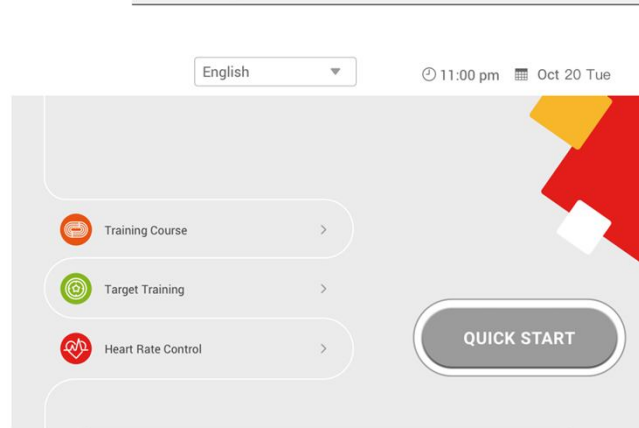 English
11:00 pm Oct 20 Tue
Training Course
Target Training
Heart Rate Control
QUICK START